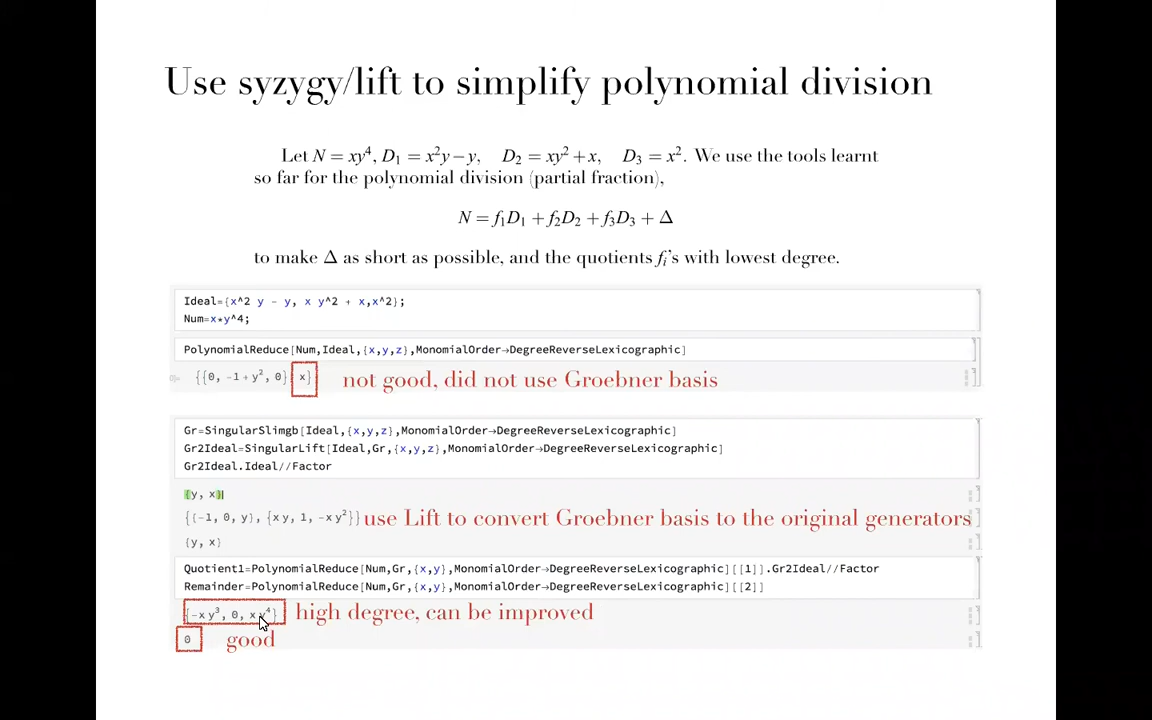 Use syzygy/lift to simplify polynomial division
Let N = xy⁴, D₁ = x²y − y, D₂ = xy² + x, D₃ = x². We use the tools learnt
so far for the polynomial division (partial fraction),
N = f₁D₁ + f₂D₂ + f₃D₃ + Δ
to make Δ as short as possible, and the quotients fᵢ's with lowest degree.
Ideal={x^2 y - y, x y^2 + x,x^2};
Num=x*y^4;
PolynomialReduce[Num,Ideal,{x,y,z},MonomialOrder→DegreeReverseLexicographic]
{{0, -1 + y², 0} x} not good, did not use Groebner basis
Gr=SingularSlimgb[Ideal,{x,y,z},MonomialOrder→DegreeReverseLexicographic]
Gr2Ideal=SingularLift[Ideal,Gr,{x,y,z},MonomialOrder→DegreeReverseLexicographic]
Gr2Ideal.Ideal//Factor
{y, x}
{{-1, 0, y}, {x y, 1, -x y²}} use Lift to convert Groebner basis to the original generators
{y, x}
Quotient1=PolynomialReduce[Num,Gr,{x,y},MonomialOrder→DegreeReverseLexicographic][[1]].Gr2Ideal//Factor
Remainder=PolynomialReduce[Num,Gr,{x,y},MonomialOrder→DegreeReverseLexicographic][[2]]
{-x y³, 0, x y⁴} high degree, can be improved
0 good